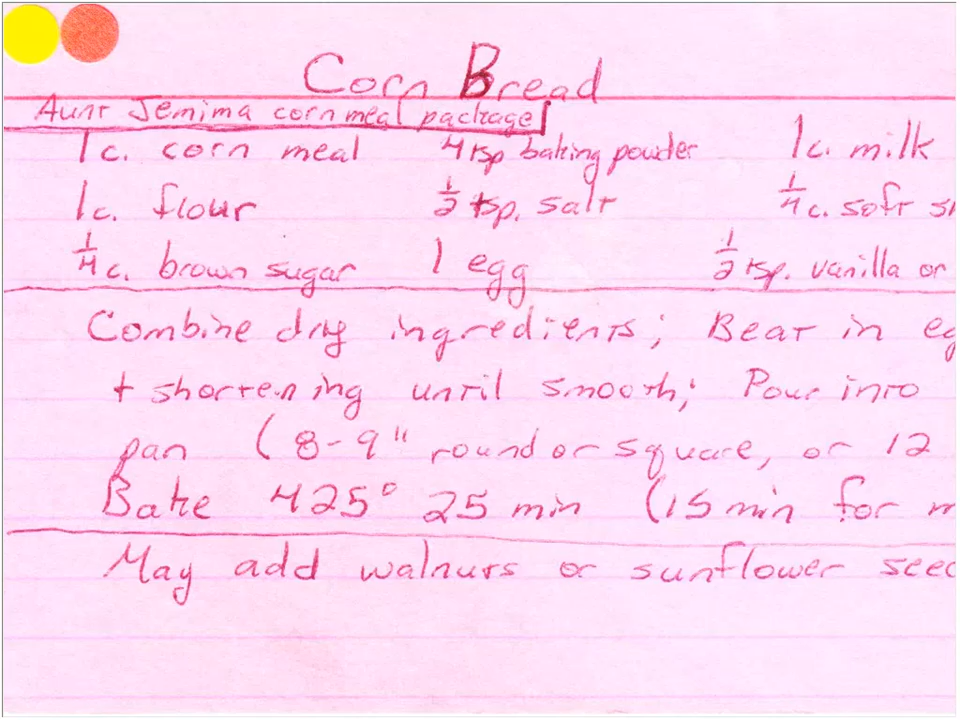 Corn Bread
Aunt Jemima corn meal package
1c. corn meal 4 tsp baking powder 1c. milk
1c. flour 1/2 tsp. salt 1/4 c. soft s
1/4 c. brown sugar 1 egg 1/2 tsp. vanilla or
Combine dry ingredients; Beat in eg
+ shortening until smooth; Pour into
pan (8-9" round or square, or 12
Bake 425° 25 min (15 min for m
May add walnuts or sunflower seed